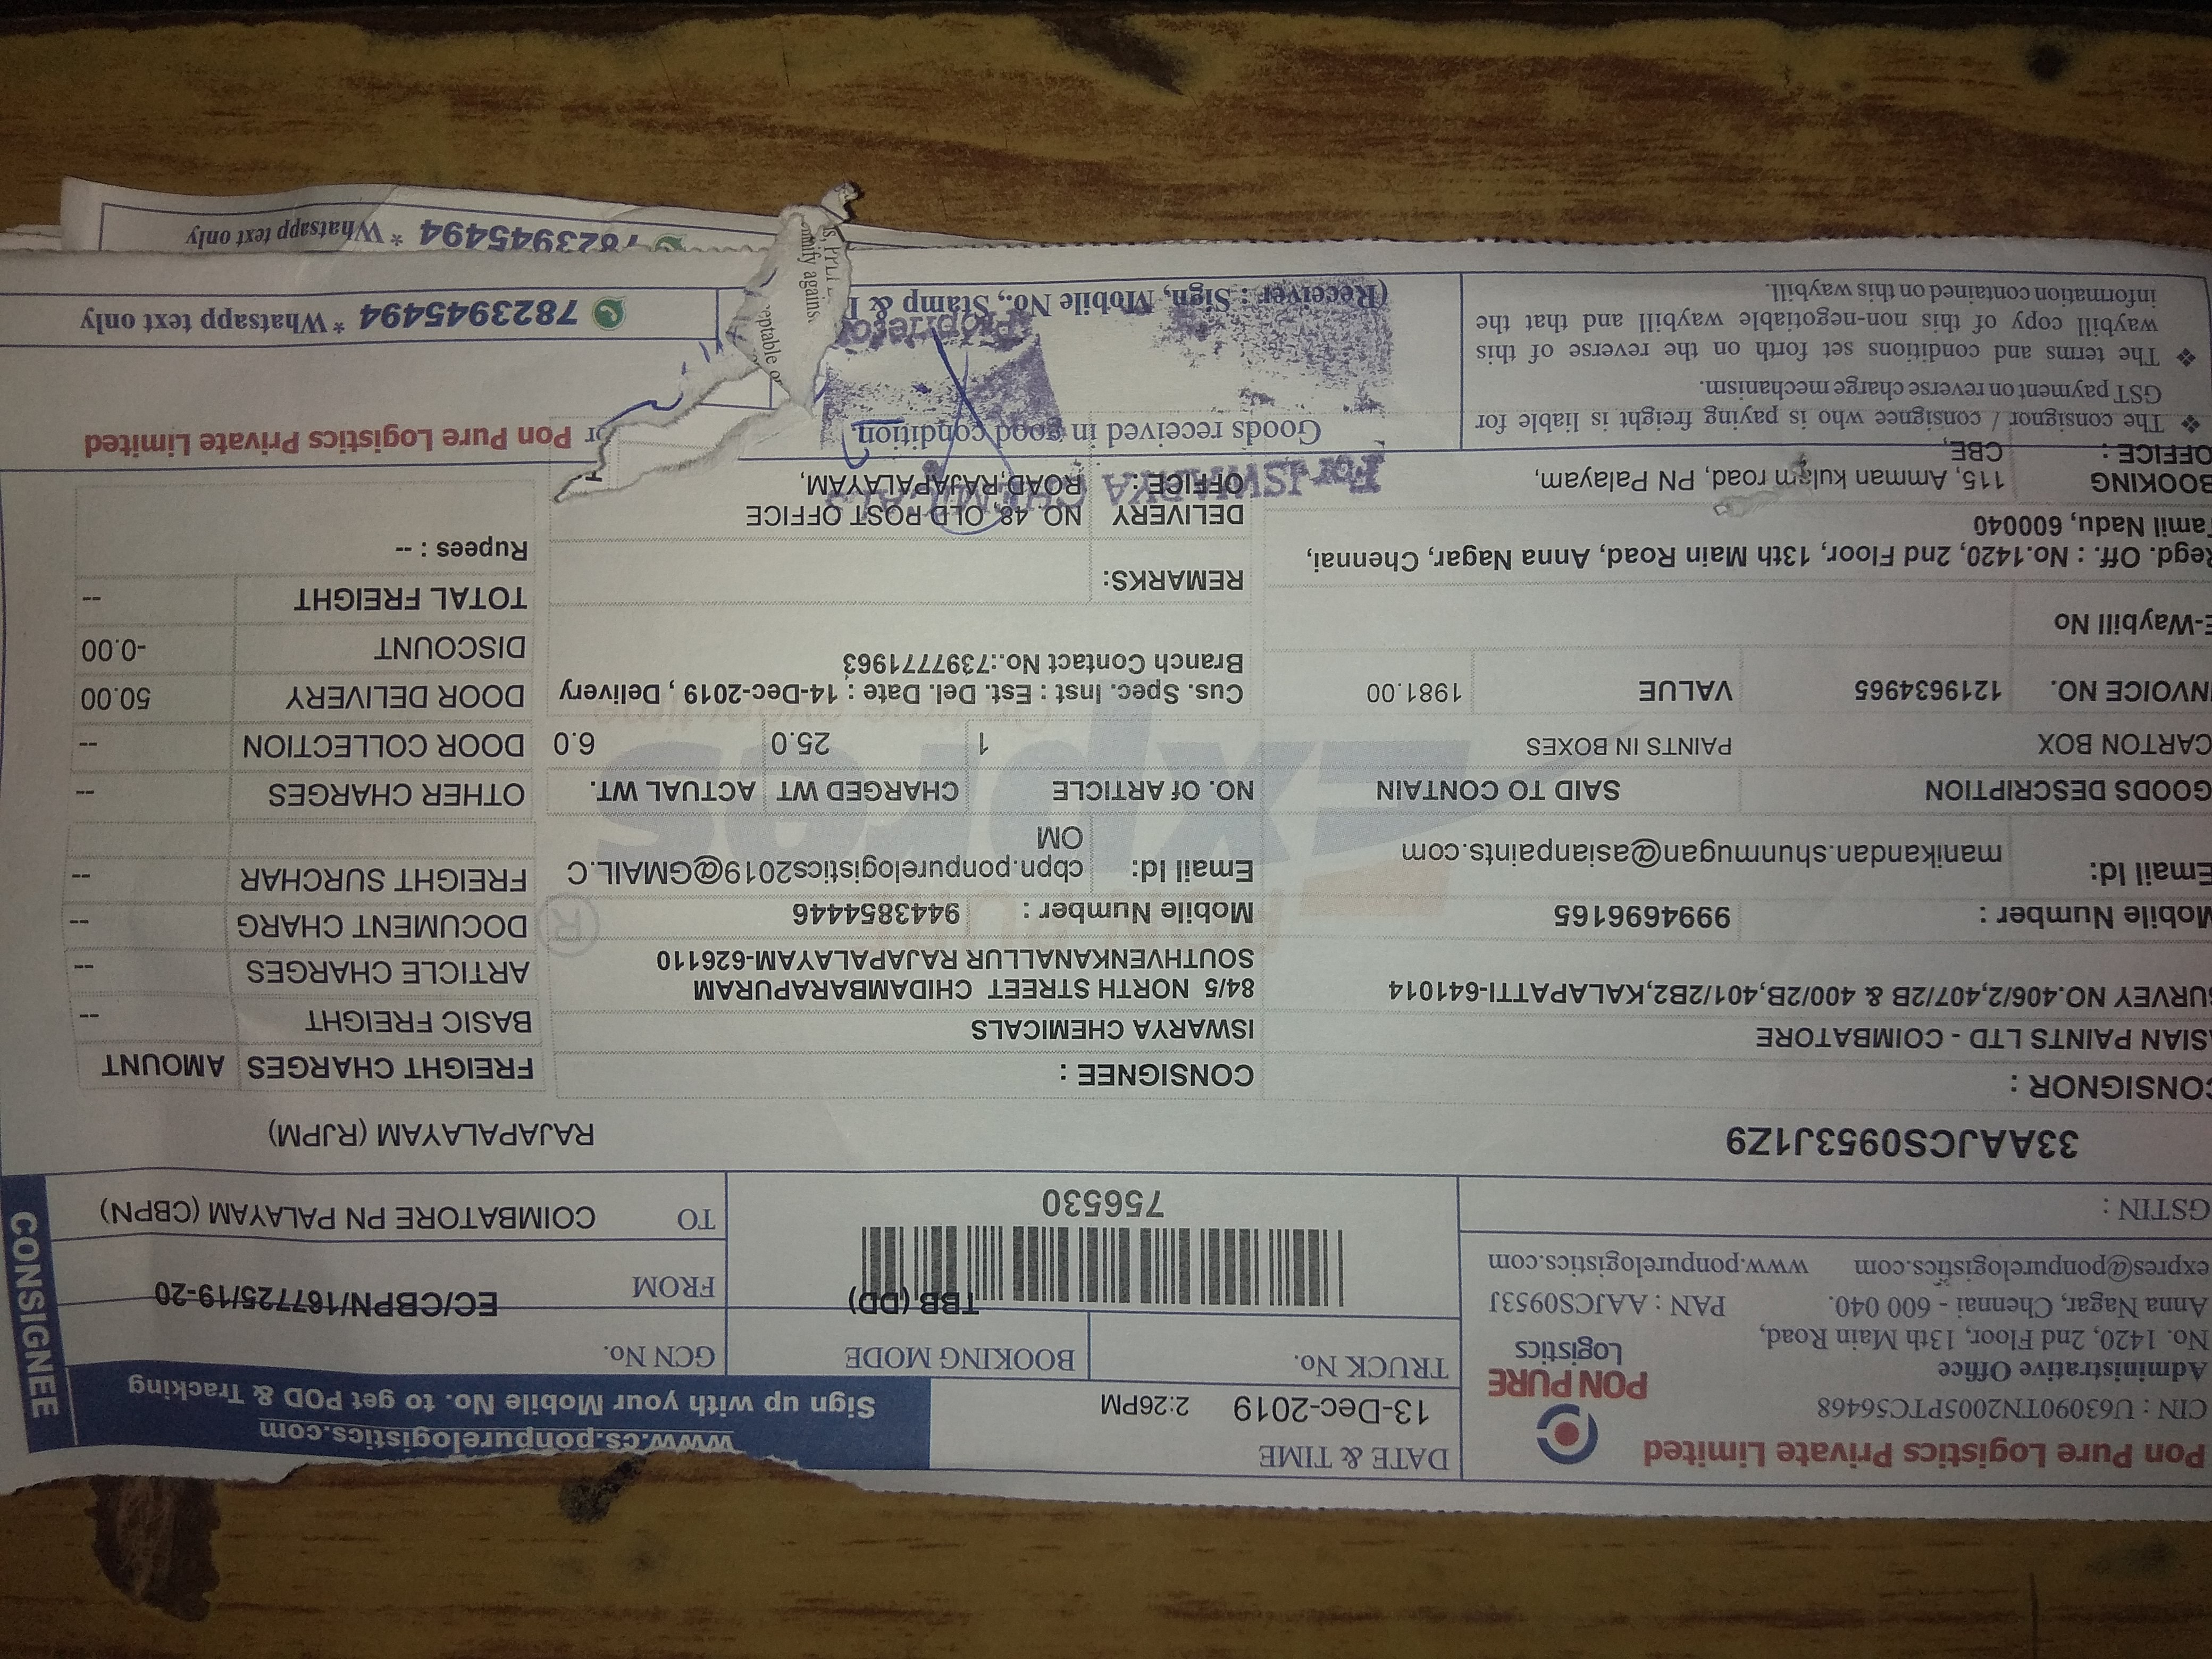 Pon Pure Logistics Private Limited
CIN : U63090TN2005PTC56468
Administrative Office
No. 1420, 2nd Floor, 13th Main Road,
Anna Nagar, Chennai - 600 040.
PAN : AAJCS0953J
expres@ponpurelogistics.com www.ponpurelogistics.com
PON PURE
Logistics
GSTIN :
33AAJCS0953J1Z9
DATE & TIME
13-Dec-2019 2:26PM
TRUCK No.
BOOKING MODE
TBB (DD)
756530
www.cs.ponpurelogistics.com
Sign up with your Mobile No. to get POD & Tracking
GCN No.
EC/CBPN/167725/19-20
FROM
COIMBATORE PN PALAYAM (CBPN)
TO
RAJAPALAYAM (RJPM)
CONSIGNEE
CONSIGNOR :
ASIAN PAINTS LTD - COIMBATORE
SURVEY NO.406/2,407/2B & 400/2B,401/2B2,KALAPATTI-641014
Mobile Number : 9994696165
Email Id: manikandan.shunmugan@asianpaints.com
CONSIGNEE :
ISWARYA CHEMICALS
84/5 NORTH STREET CHIDAMBARAPURAM
SOUTHVENKANALLUR RAJAPALAYAM-626110
Mobile Number : 9443854446
Email Id: cbpn.ponpurelogistics2019@GMAIL.C
OM
GOODS DESCRIPTION SAID TO CONTAIN NO. Of ARTICLE CHARGED WT ACTUAL WT.
CARTON BOX PAINTS IN BOXES 1 25.0 6.0
INVOICE NO. 1219634965 VALUE 1981.00
E-Waybill No
Cus. Spec. Inst : Est. Del. Date : 14-Dec-2019 , Delivery
Branch Contact No.:7397771963
Regd. Off. : No.1420, 2nd Floor, 13th Main Road, Anna Nagar, Chennai,
Tamil Nadu, 600040
REMARKS:
BOOKING OFFICE : 115, Amman kulam road, PN Palayam,
CBE,
DELIVERY OFFICE : NO. 48, OLD POST OFFICE
ROAD,RAJAPALAYAM,
FREIGHT CHARGES AMOUNT
BASIC FREIGHT --
ARTICLE CHARGES --
DOCUMENT CHARG --
FREIGHT SURCHAR --
OTHER CHARGES --
DOOR COLLECTION --
DOOR DELIVERY 50.00
DISCOUNT -0.00
TOTAL FREIGHT --
Rupees : --
expres
®
❖ The consignor / consignee who is paying freight is liable for
GST payment on reverse charge mechanism.
❖ The terms and conditions set forth on the reverse of this
waybill copy of this non-negotiable waybill and that the
information contained on this waybill.
For ISWARYA CHEMICALS
Goods received in good condition
Proprietor
(Receiver : Sign, Mobile No., Stamp &
Pon Pure Logistics Private Limited
7823945494 * Whatsapp text only
7823945494 * Whatsapp text only